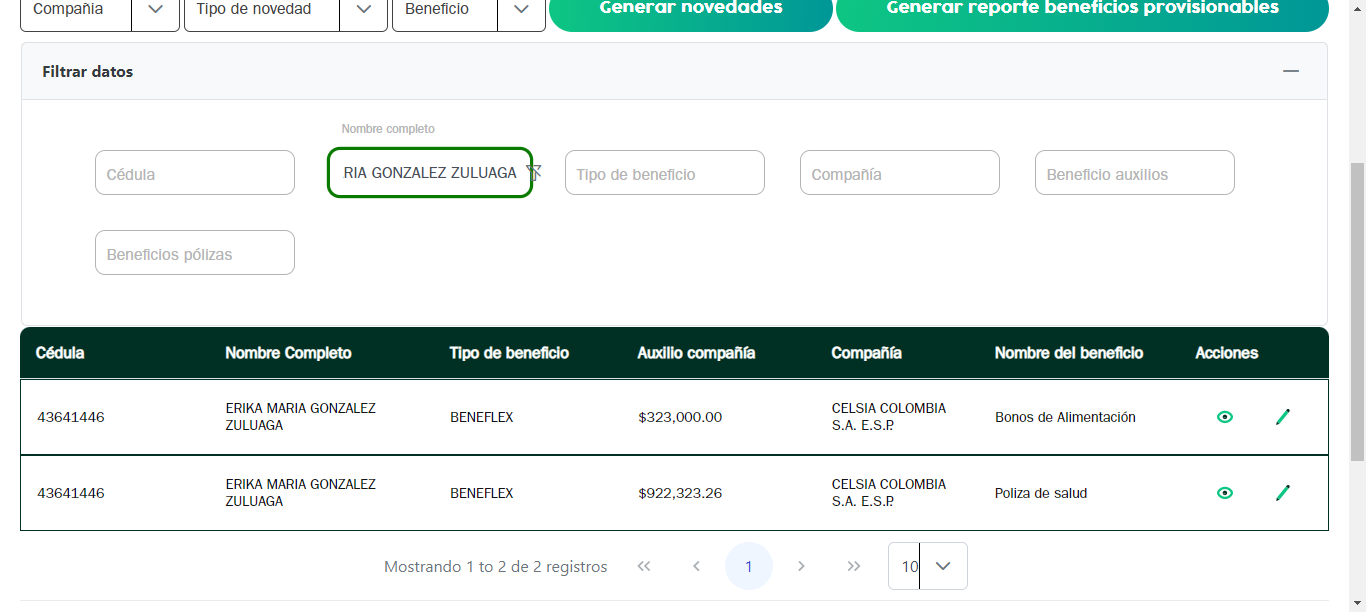 Compañía Tipo de novedad Beneficio Generar novedades Generar reporte beneficios provisionables
Filtrar datos
Nombre completo
Cédula RIA GONZALEZ ZULUAGA Tipo de beneficio Compañía Beneficio auxilios
Beneficios pólizas
Cédula Nombre Completo Tipo de beneficio Auxilio compañía Compañía Nombre del beneficio Acciones
43641446 ERIKA MARIA GONZALEZ ZULUAGA BENEFLEX $323,000.00 CELSIA COLOMBIA S.A. E.S.P. Bonos de Alimentación
43641446 ERIKA MARIA GONZALEZ ZULUAGA BENEFLEX $922,323.26 CELSIA COLOMBIA S.A. E.S.P. Poliza de salud
Mostrando 1 to 2 de 2 registros 1 10